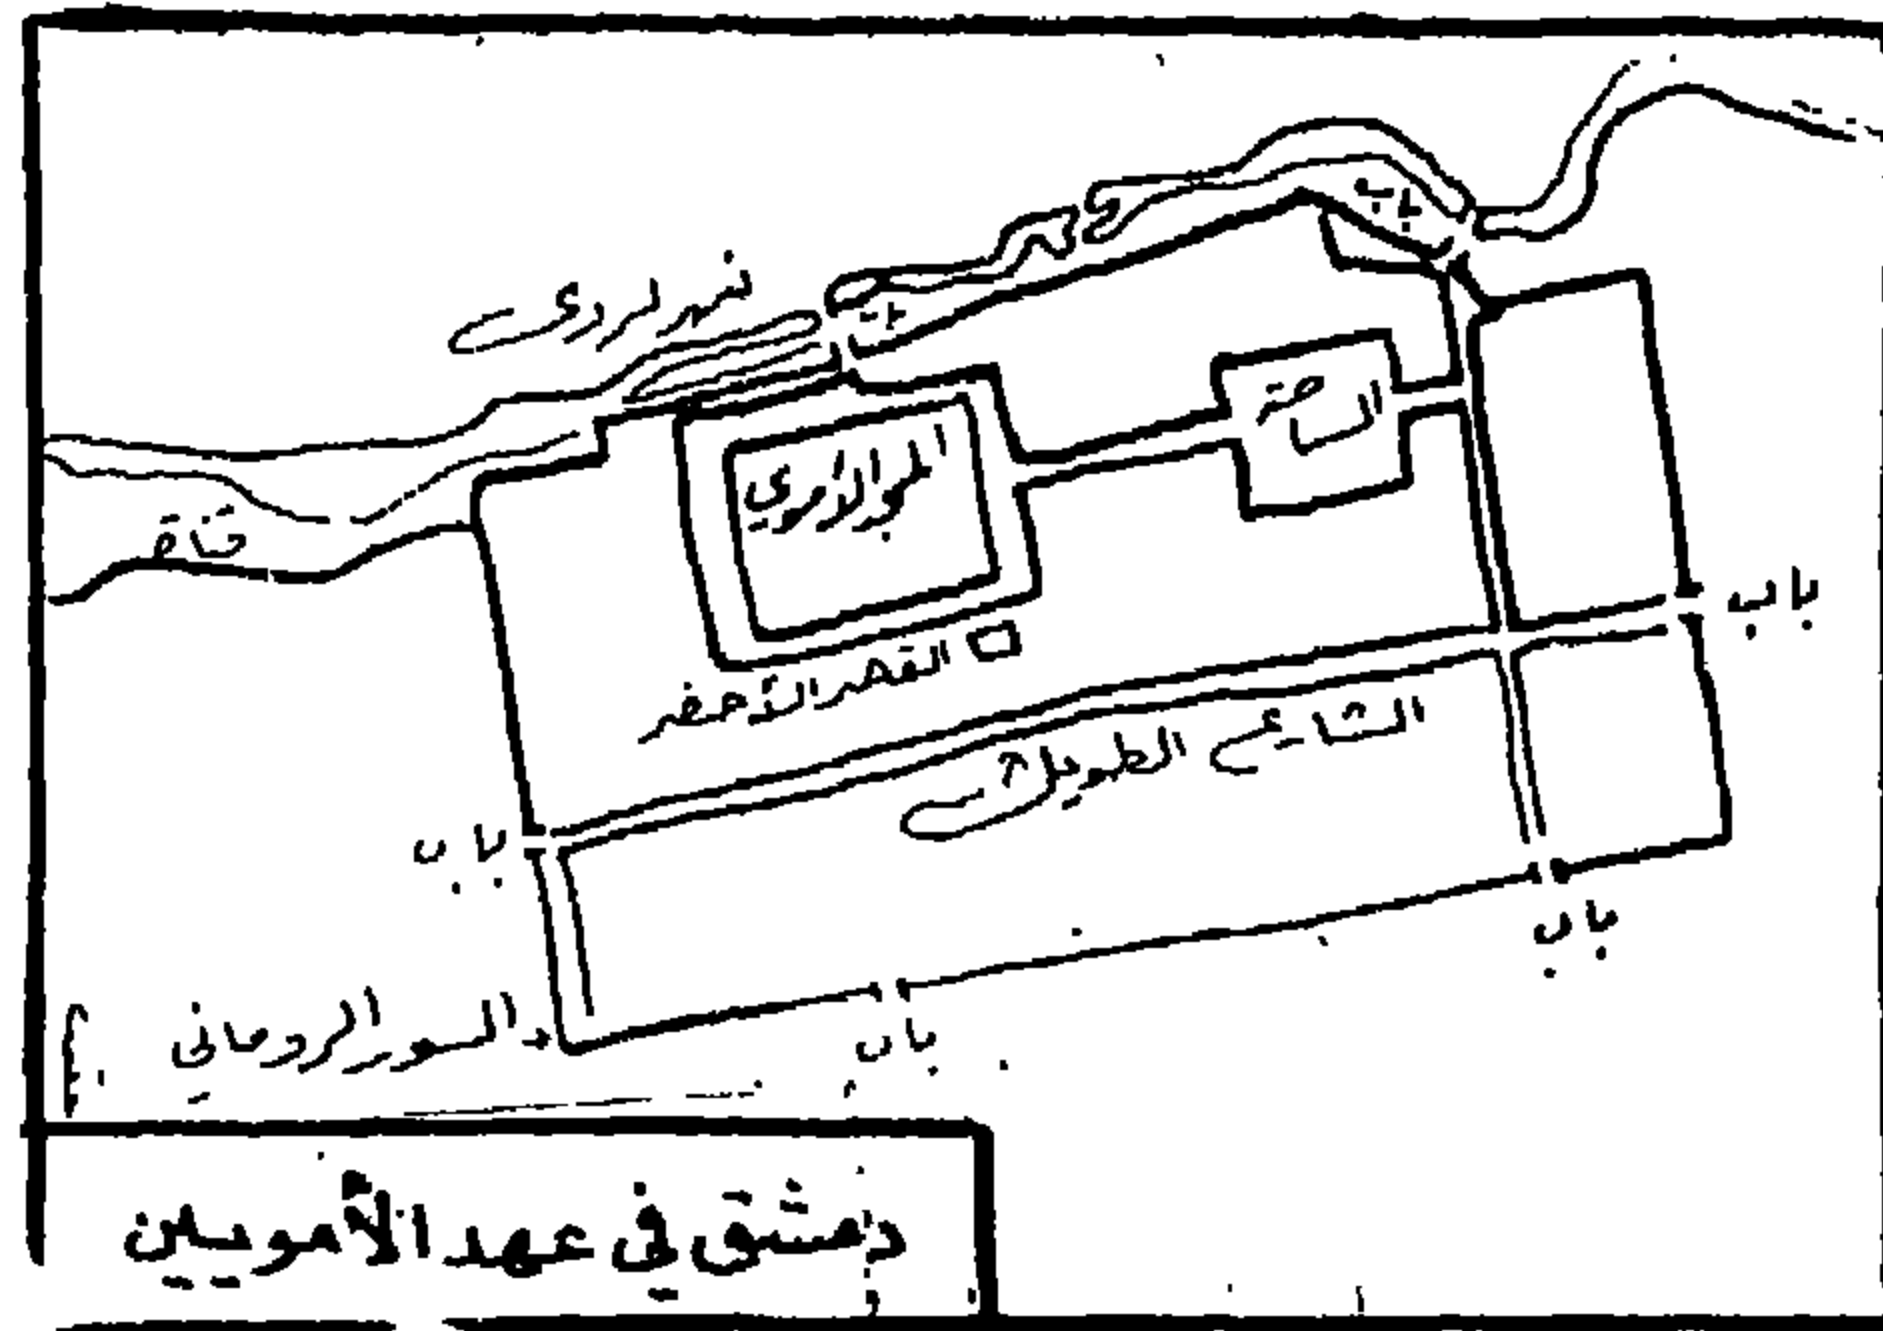 باب
نهر بردى
باب
الساحة
الجامع الأموي
قناة
باب
القصر الأخضر
الشارع الطويل
باب
باب
السور الروماني
باب
دمشق في عهد الأمويين